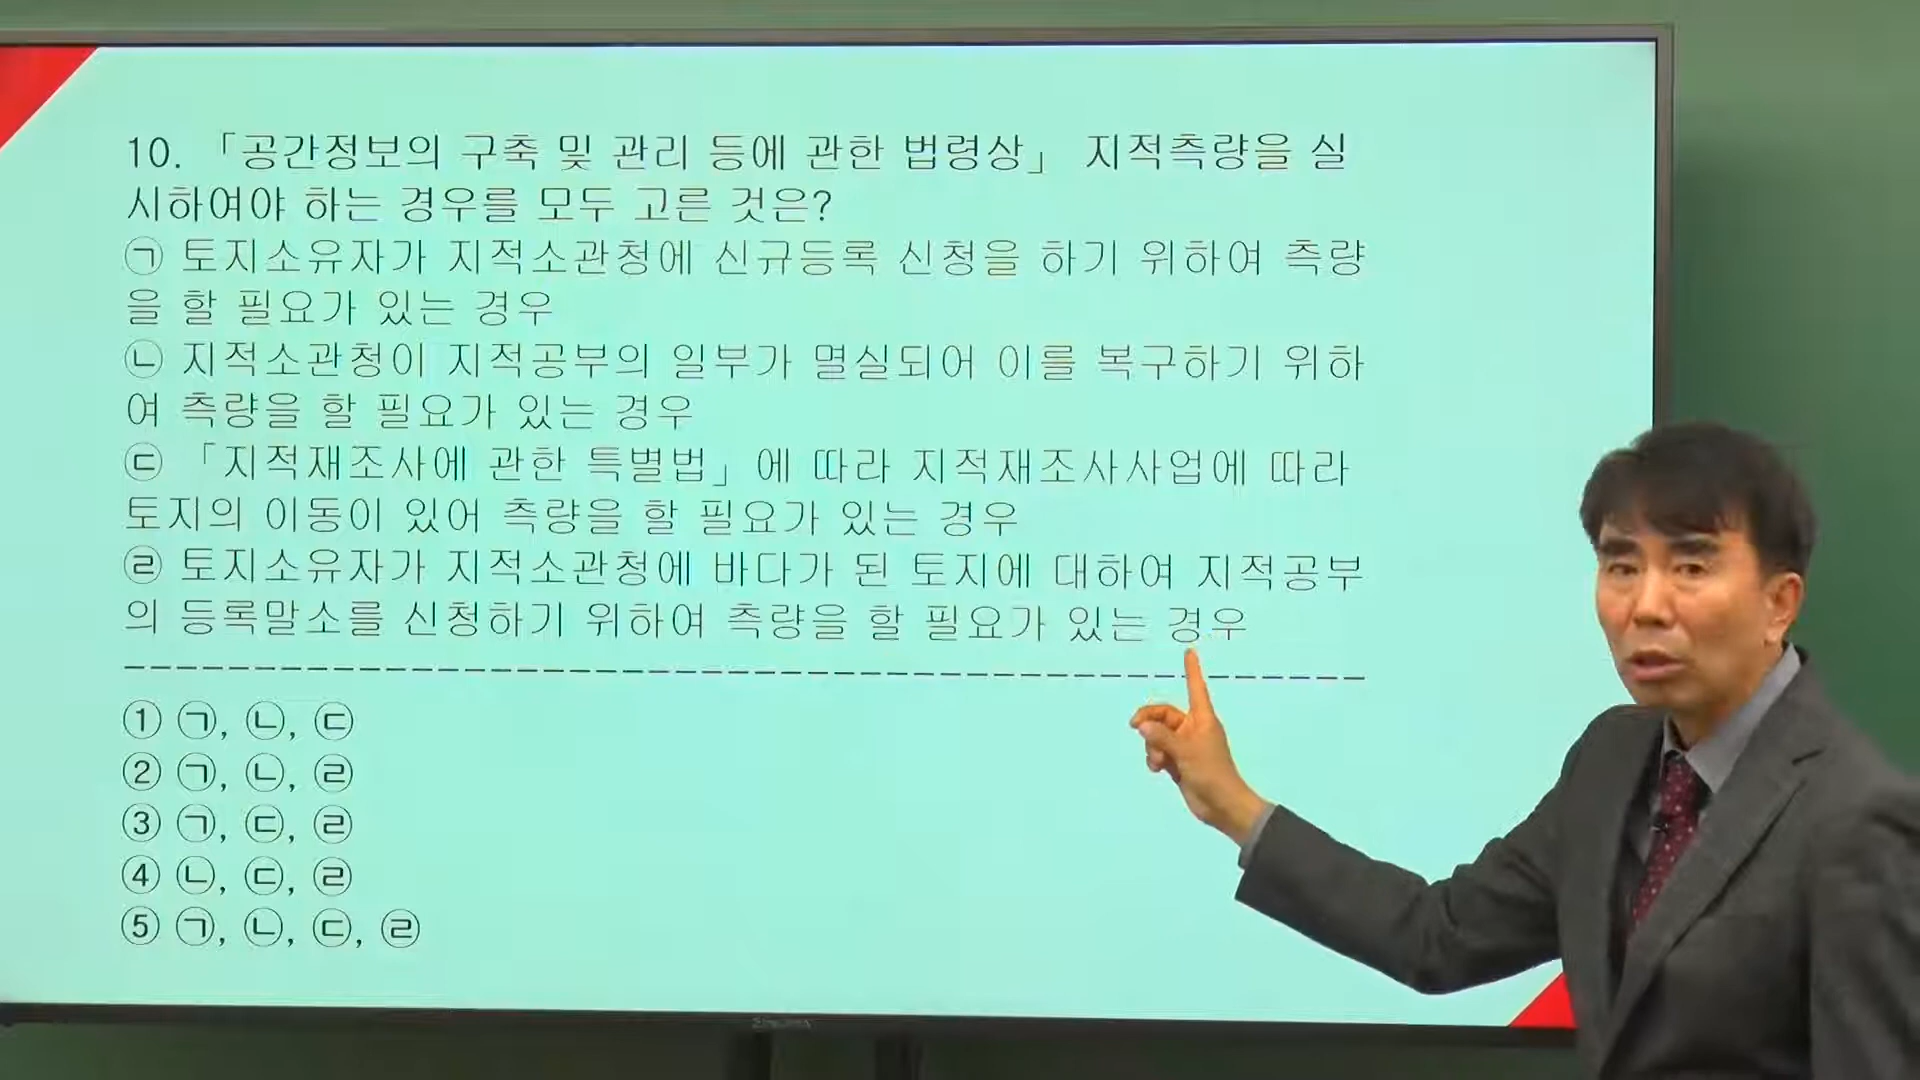 10. 「공간정보의 구축 및 관리 등에 관한 법령상」 지적측량을 실
시하여야 하는 경우를 모두 고른 것은?
㉠ 토지소유자가 지적소관청에 신규등록 신청을 하기 위하여 측량
을 할 필요가 있는 경우
㉡ 지적소관청이 지적공부의 일부가 멸실되어 이를 복구하기 위하
여 측량을 할 필요가 있는 경우
㉢ 「지적재조사에 관한 특별법」에 따라 지적재조사사업에 따라
토지의 이동이 있어 측량을 할 필요가 있는 경우
㉣ 토지소유자가 지적소관청에 바다가 된 토지에 대하여 지적공부
의 등록말소를 신청하기 위하여 측량을 할 필요가 있는 경우
① ㉠, ㉡, ㉢
② ㉠, ㉡, ㉣
③ ㉠, ㉢, ㉣
④ ㉡, ㉢, ㉣
⑤ ㉠, ㉡, ㉢, ㉣